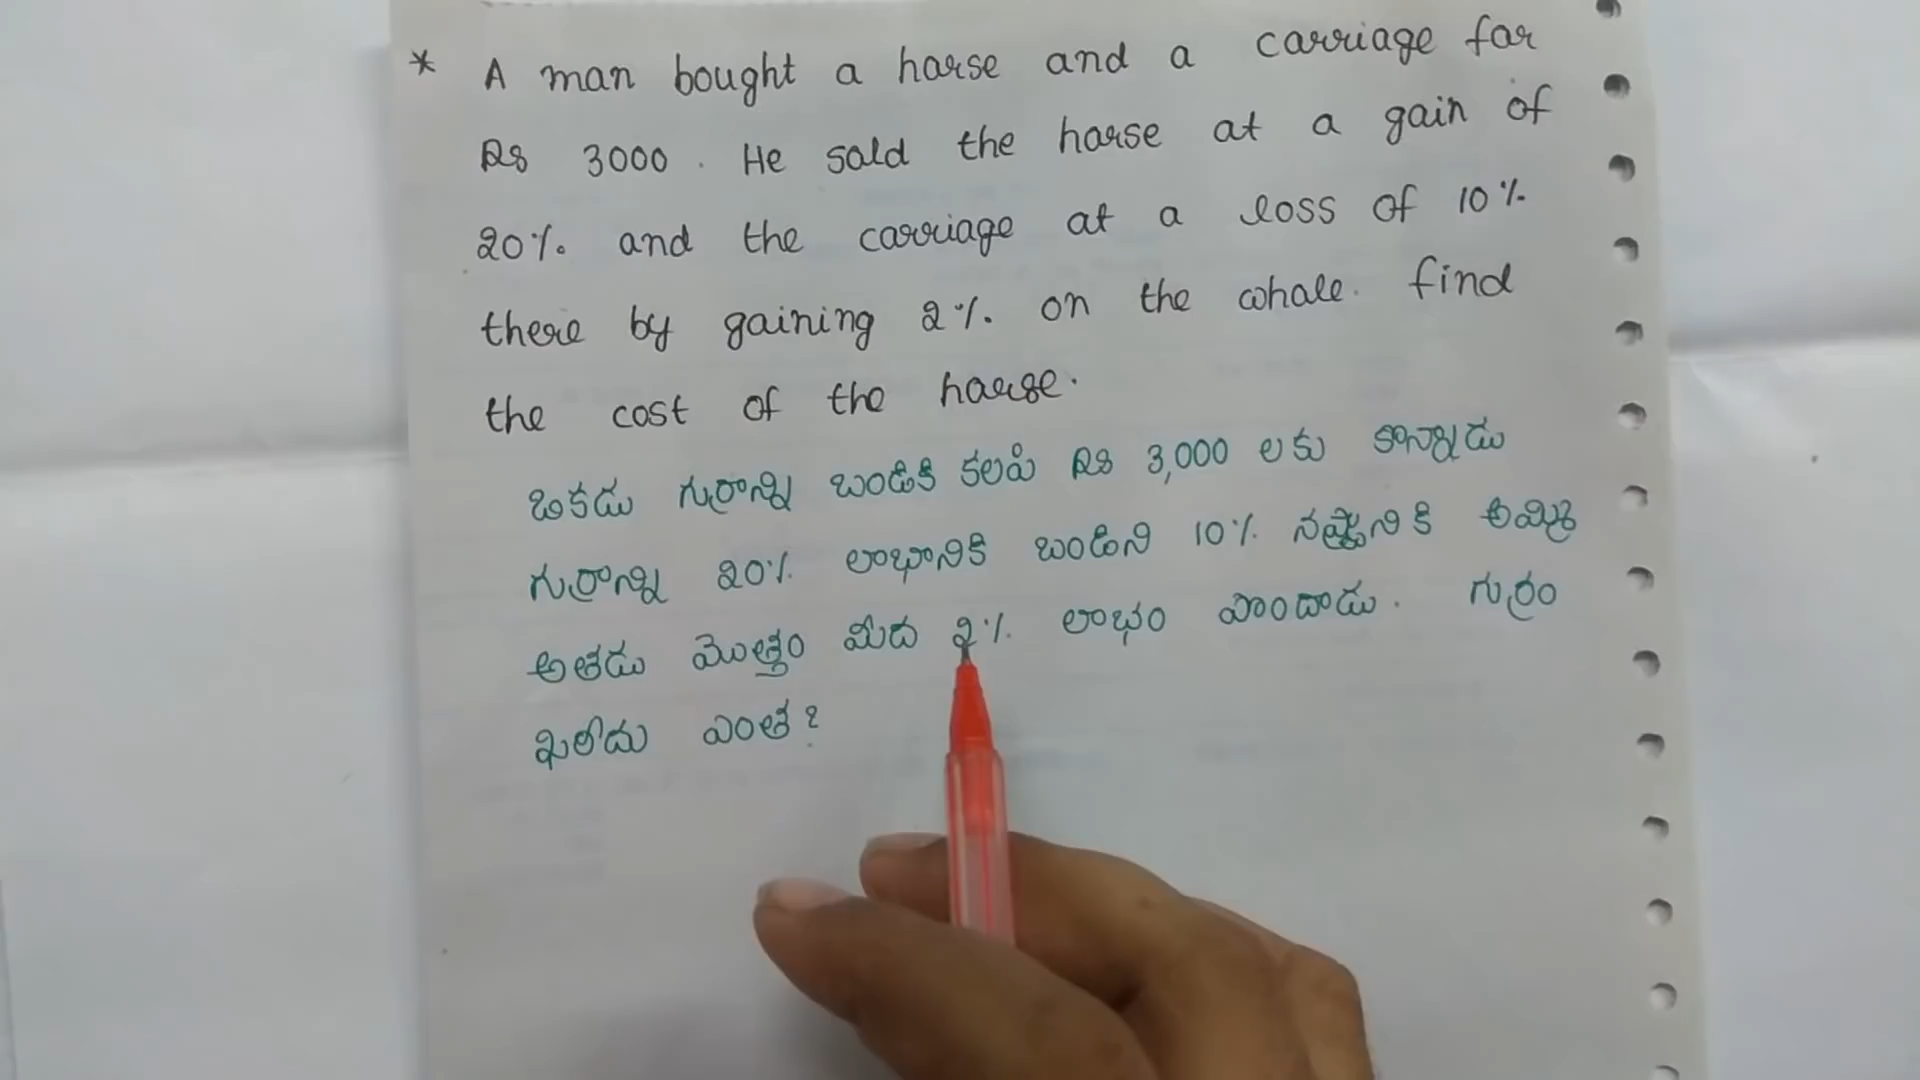 * A man bought a horse and a carriage for
Rs 3000. He sold the horse at a gain of
20% and the carriage at a loss of 10%
there by gaining 2% on the whole. find
the cost of the horse.
ఒకడు గుర్రాన్ని బండికి కలిపి Rs 3,000 లకు కొన్నాడు
గుర్రాన్ని 20% లాభానికి బండిని 10% నష్టానికి అమ్మి
అతడు మొత్తం మీద 2% లాభం పొందాడు. గుర్రం
ఖరీదు ఎంత?